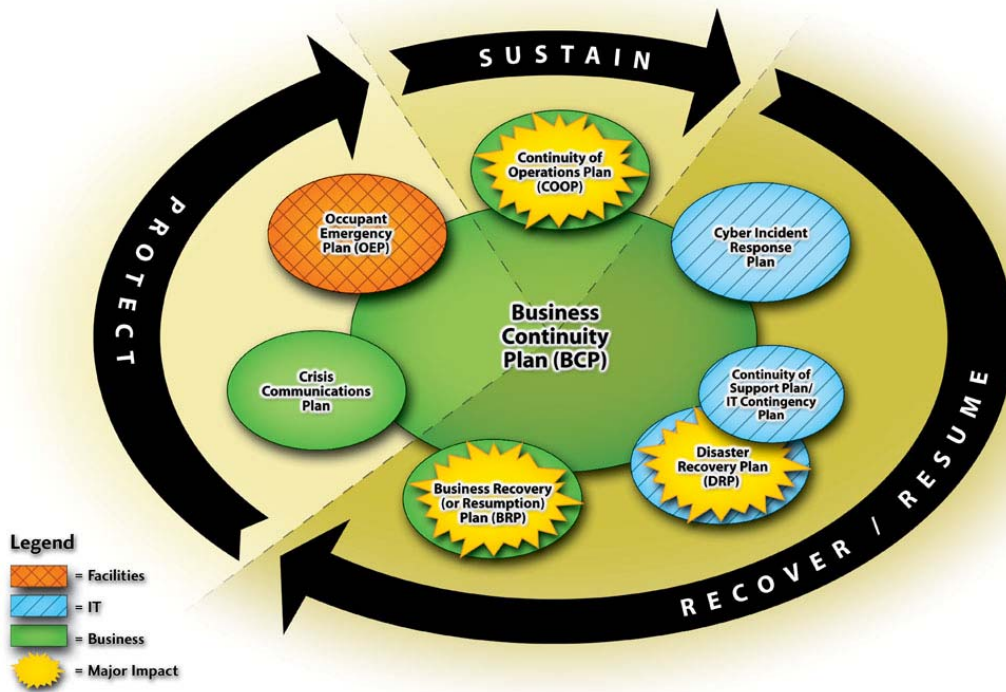 SUSTAIN
PROTECT
RECOVER / RESUME
Continuity of
Operations Plan
(COOP)
Occupant
Emergency
Plan (OEP)
Cyber Incident
Response
Plan
Business
Continuity
Plan (BCP)
Crisis
Communications
Plan
Continuity of
Support Plan/
IT Contingency
Plan
Disaster
Recovery Plan
(DRP)
Business Recovery
(or Resumption)
Plan (BRP)
Legend
= Facilities
= IT
= Business
= Major Impact